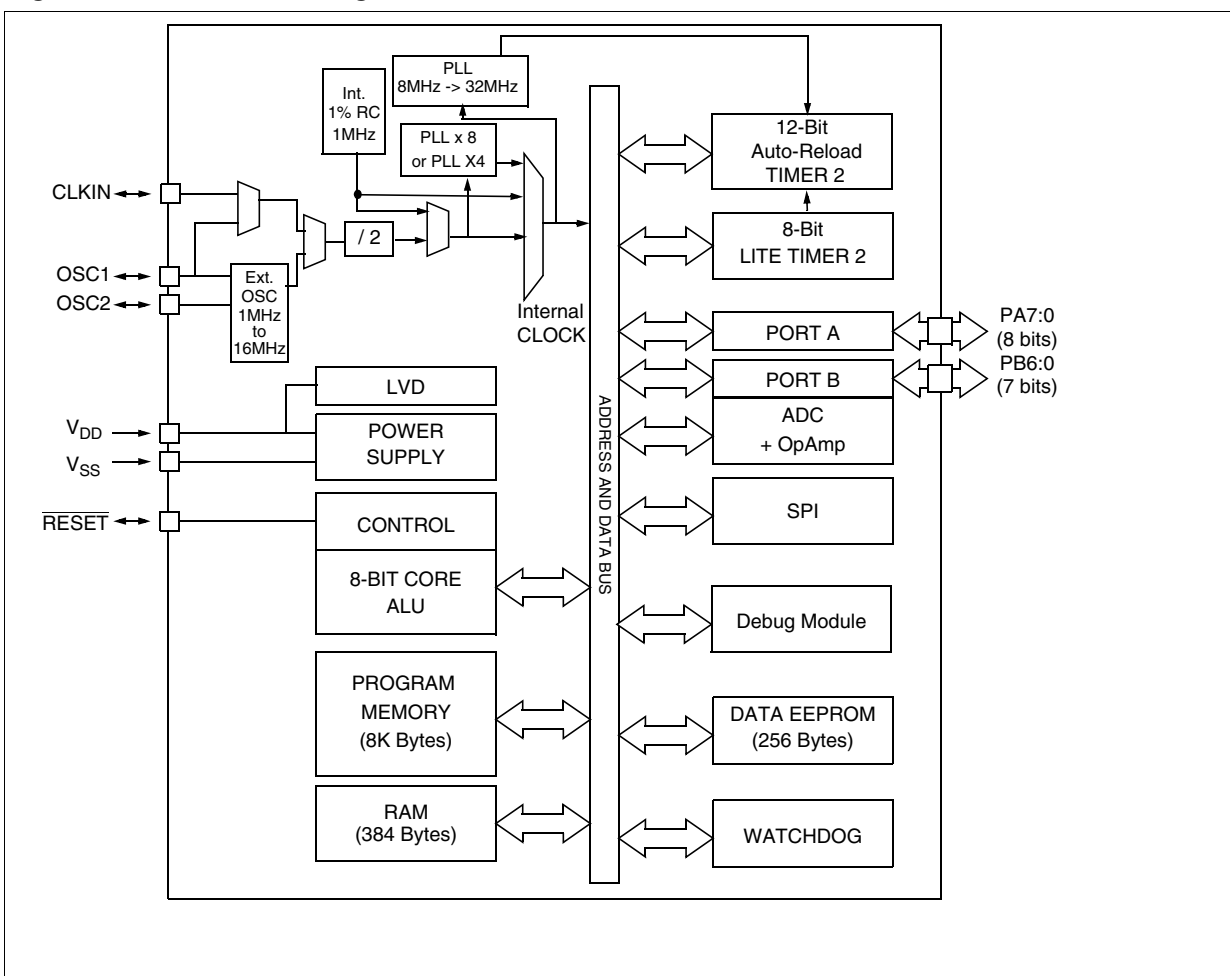 PLL
8MHz -> 32MHz
Int.
1% RC
1MHz
PLL x 8
or PLL X4
12-Bit
Auto-Reload
TIMER 2
CLKIN
/ 2
8-Bit
LITE TIMER 2
OSC1
OSC2
Ext.
OSC
1MHz
to
16MHz
Internal
CLOCK
PORT A
PA7:0
(8 bits)
PORT B
PB6:0
(7 bits)
LVD
ADC
+ OpAmp
VDD
VSS
POWER
SUPPLY
ADDRESS AND DATA BUS
RESET
CONTROL
SPI
8-BIT CORE
ALU
Debug Module
PROGRAM
MEMORY
(8K Bytes)
DATA EEPROM
(256 Bytes)
RAM
(384 Bytes)
WATCHDOG